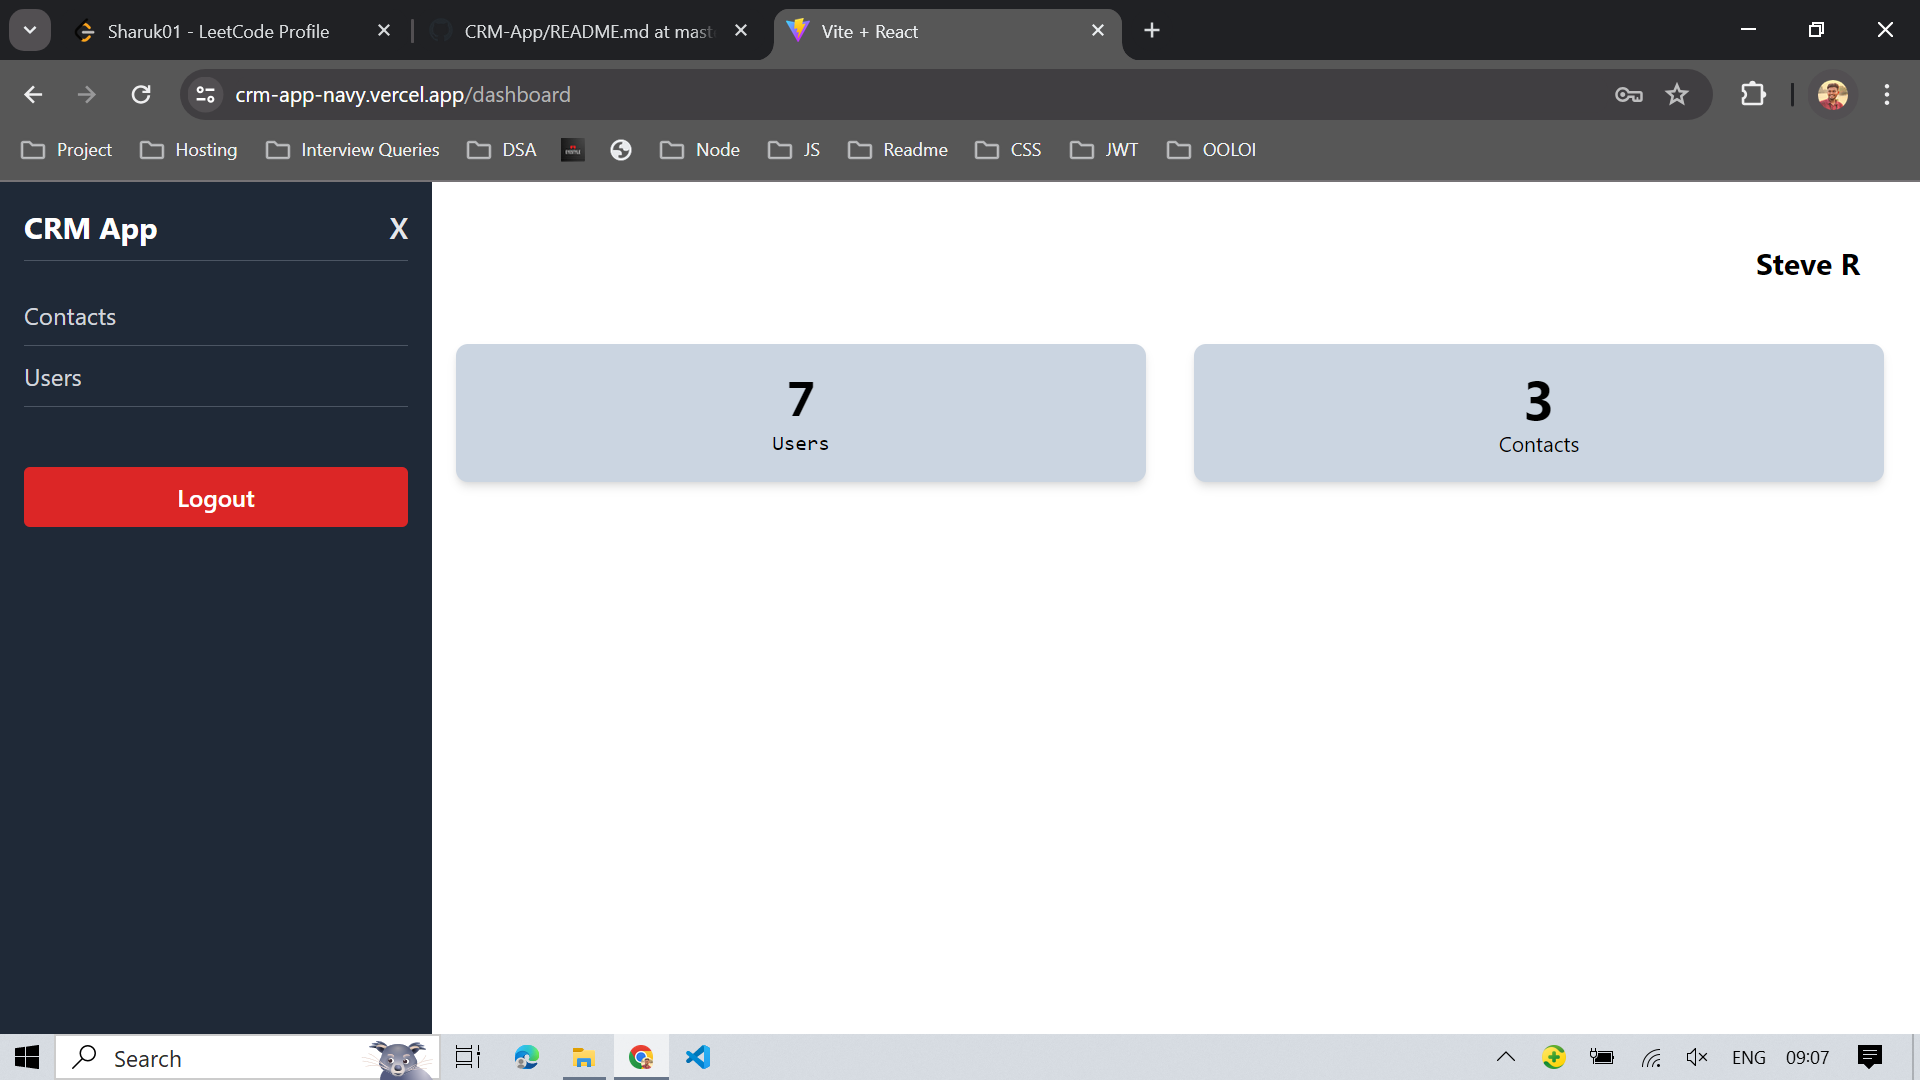 Sharuk01 - LeetCode Profile
CRM-App/README.md at mast
Vite + React
crm-app-navy.vercel.app/dashboard
Project
Hosting
Interview Queries
DSA
Node
JS
Readme
CSS
JWT
OOLOI
CRM App
X
Contacts
Users
Logout
Steve R
7
Users
3
Contacts
Search
ENG
09:07